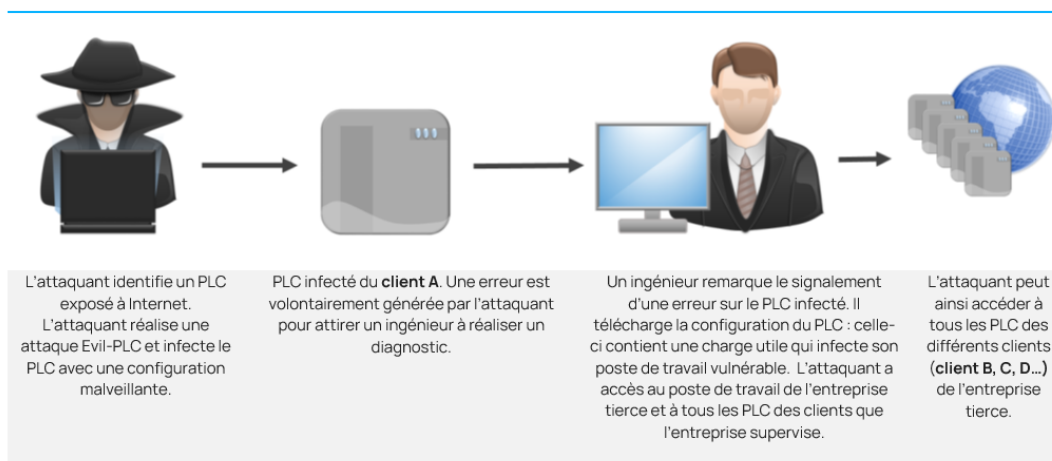 L'attaquant identifie un PLC
exposé à Internet.
L'attaquant réalise une
attaque Evil-PLC et infecte le
PLC avec une configuration
malveillante.
PLC infecté du client A. Une erreur est
volontairement générée par l'attaquant
pour attirer un ingénieur à réaliser un
diagnostic.
Un ingénieur remarque le signalement
d'une erreur sur le PLC infecté. Il
télécharge la configuration du PLC : celle-
ci contient une charge utile qui infecte son
poste de travail vulnérable. L'attaquant a
accès au poste de travail de l'entreprise
tierce et à tous les PLC des clients que
l'entreprise supervise.
L'attaquant peut
ainsi accéder à
tous les PLC des
différents clients
(client B, C, D...)
de l'entreprise
tierce.